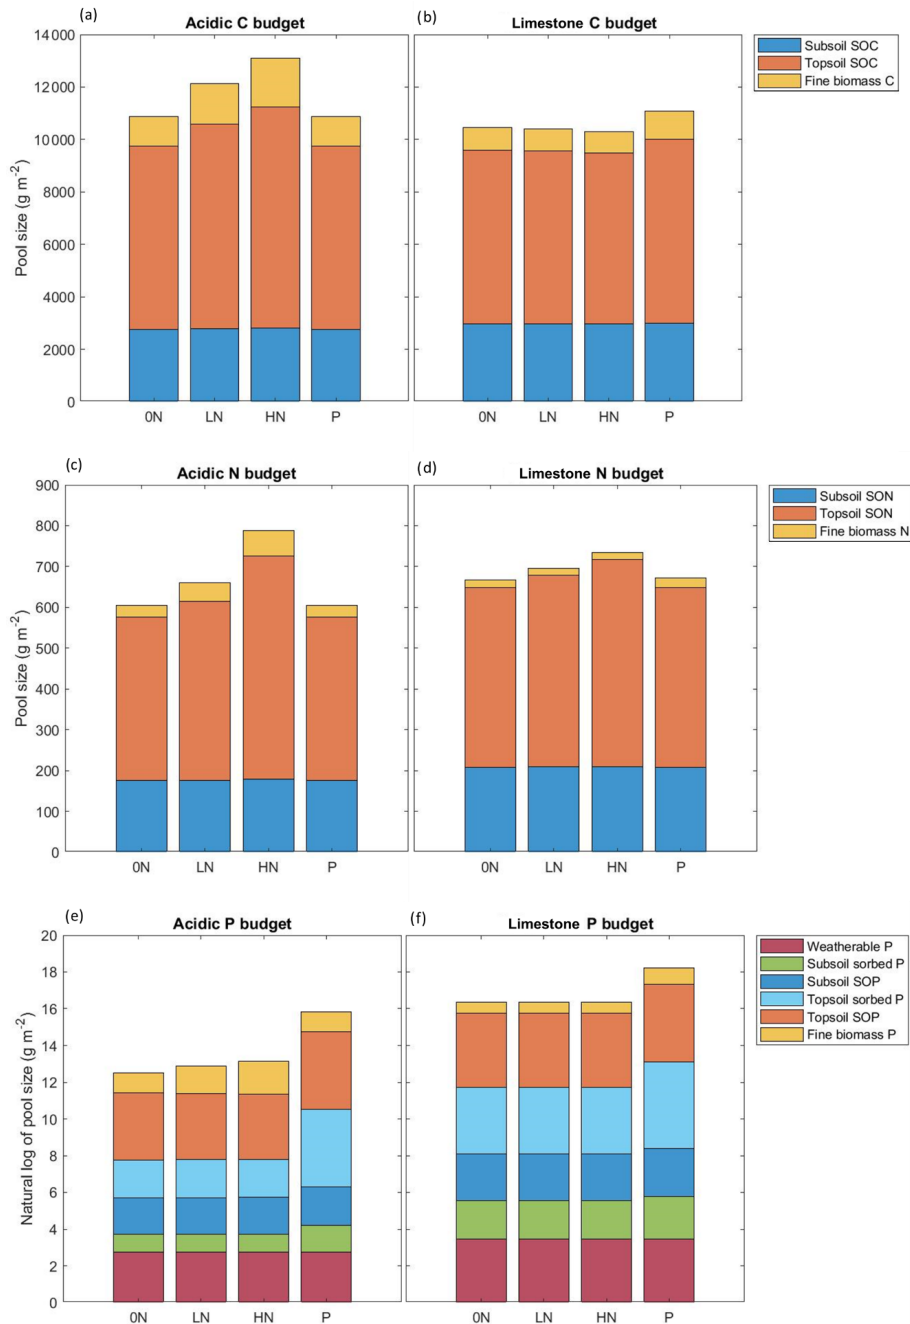 (a)
Acidic C budget
(b)
Limestone C budget
14000
12000
10000
8000
6000
4000
2000
0
Pool size (g m-2)
0N LN HN P
0N LN HN P
Subsoil SOC
Topsoil SOC
Fine biomass C
(c)
Acidic N budget
(d)
Limestone N budget
900
800
700
600
500
400
300
200
100
0
Pool size (g m-2)
0N LN HN P
0N LN HN P
Subsoil SON
Topsoil SON
Fine biomass N
(e)
Acidic P budget
(f)
Limestone P budget
20
18
16
14
12
10
8
6
4
2
0
Natural log of pool size (g m-2)
0N LN HN P
0N LN HN P
Weatherable P
Subsoil sorbed P
Subsoil SOP
Topsoil sorbed P
Topsoil SOP
Fine biomass P